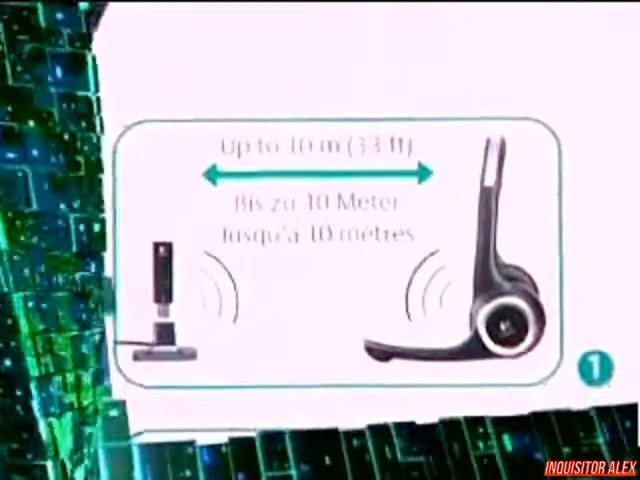 Up to 10 m (33 ft)
Bis zu 10 Meter
Jusqu'à 10 mètres
1
INQUISITOR ALEX